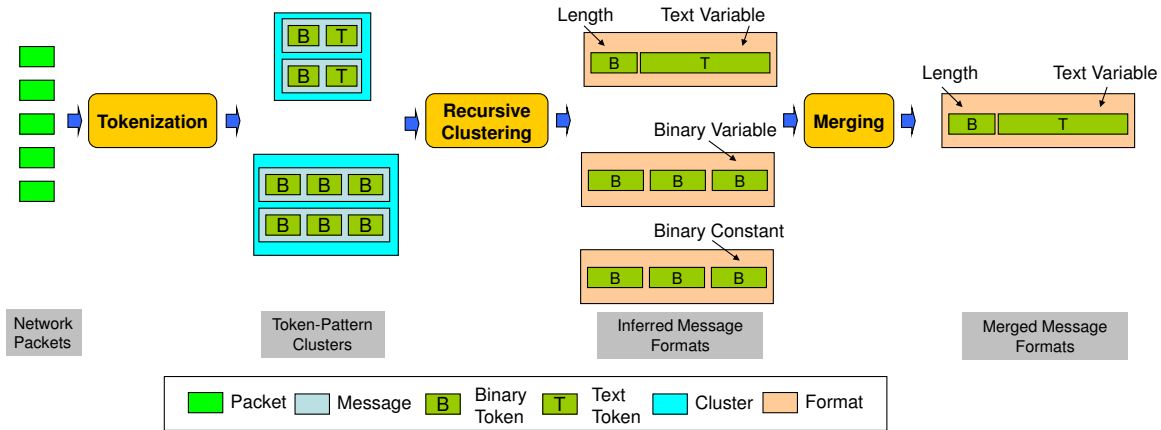 Length Text Variable
B T
B T
B T
Length Text Variable
B T
Tokenization
Recursive
Clustering
Merging
B B B
B B B
Binary Variable
B B B
Binary Constant
B B B
Network
Packets
Token-Pattern
Clusters
Inferred Message
Formats
Merged Message
Formats
Packet Message B Binary
Token T Text
Token Cluster Format